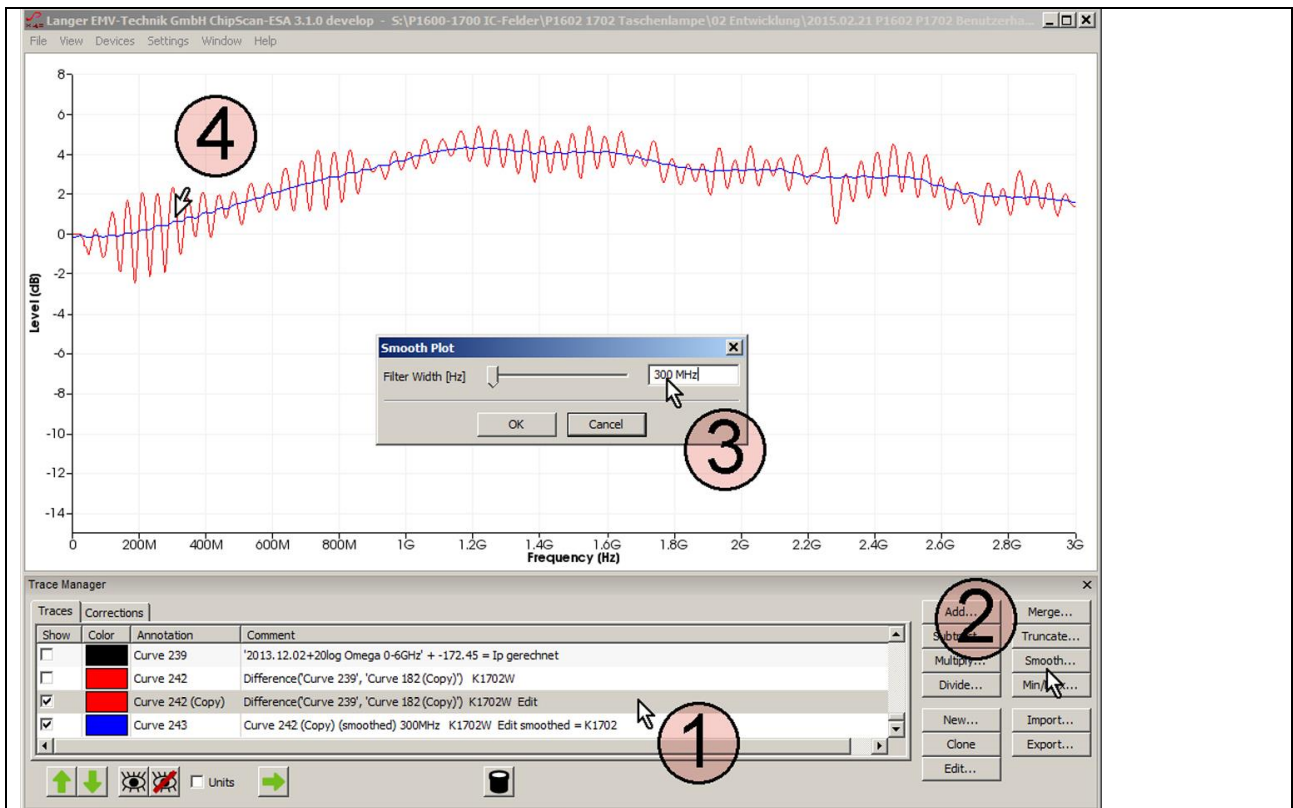 Langer EMV-Technik GmbH ChipScan-ESA 3.1.0 develop - S:\P1600-1700 IC-Felder\P1602 1702 Taschenlampe\02 Entwicklung\2015.02.21 P1602 P1702 Benutzerha...
File View Devices Settings Window Help
8
6
4
2
0
-2
-4
-6
-8
-10
-12
-14
Level (dB)
4
Smooth Plot
Filter Width [Hz] 300 MHz
OK Cancel
3
0 200M 400M 600M 800M 1G 1.2G 1.4G 1.6G 1.8G 2G 2.2G 2.4G 2.6G 2.8G 3G
Frequency (Hz)
Trace Manager
Traces Corrections
Show Color Annotation Comment
Curve 239 '2013.12.02+20log Omega 0-6GHz' + -172.45 = Ip gerechnet
Curve 242 Difference('Curve 239', 'Curve 182 (Copy)') K1702W
Curve 242 (Copy) Difference('Curve 239', 'Curve 182 (Copy)') K1702W Edit
Curve 243 Curve 242 (Copy) (smoothed) 300MHz K1702W Edit smoothed = K1702
1
Units
2
Add... Merge...
Subtract... Truncate...
Multiply... Smooth...
Divide...
New... Import...
Clone Export...
Edit...